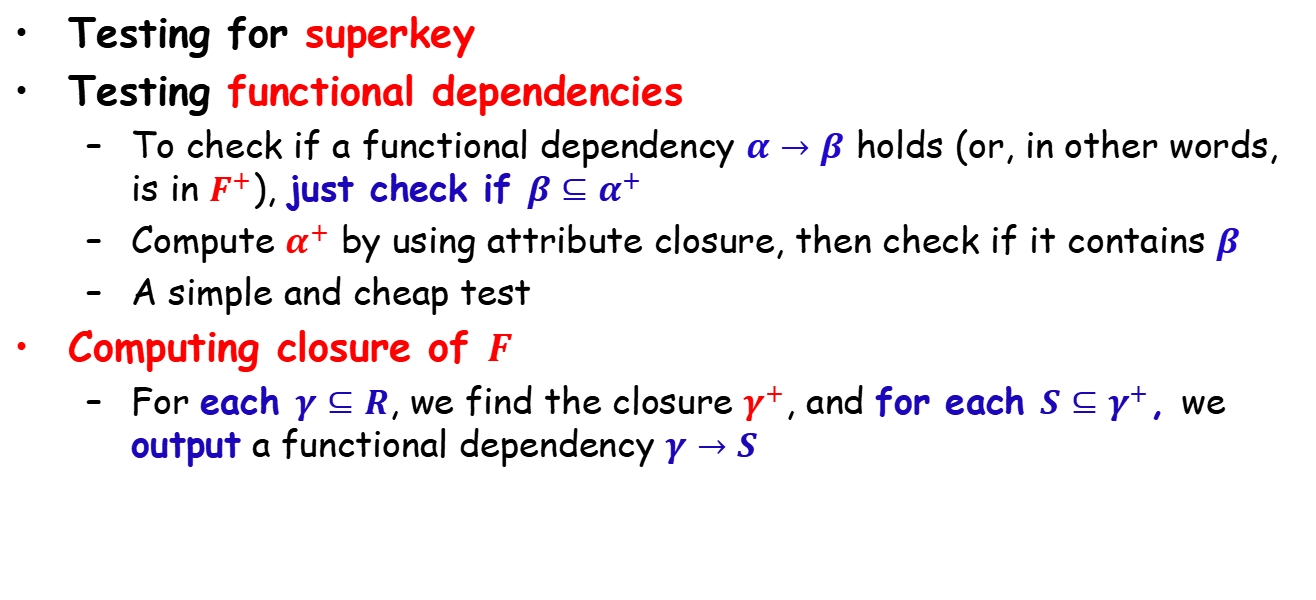 • Testing for superkey
• Testing functional dependencies
– To check if a functional dependency α → β holds (or, in other words,
is in F⁺), just check if β ⊆ α⁺
– Compute α⁺ by using attribute closure, then check if it contains β
– A simple and cheap test
• Computing closure of F
– For each γ ⊆ R, we find the closure γ⁺, and for each S ⊆ γ⁺, we
output a functional dependency γ → S